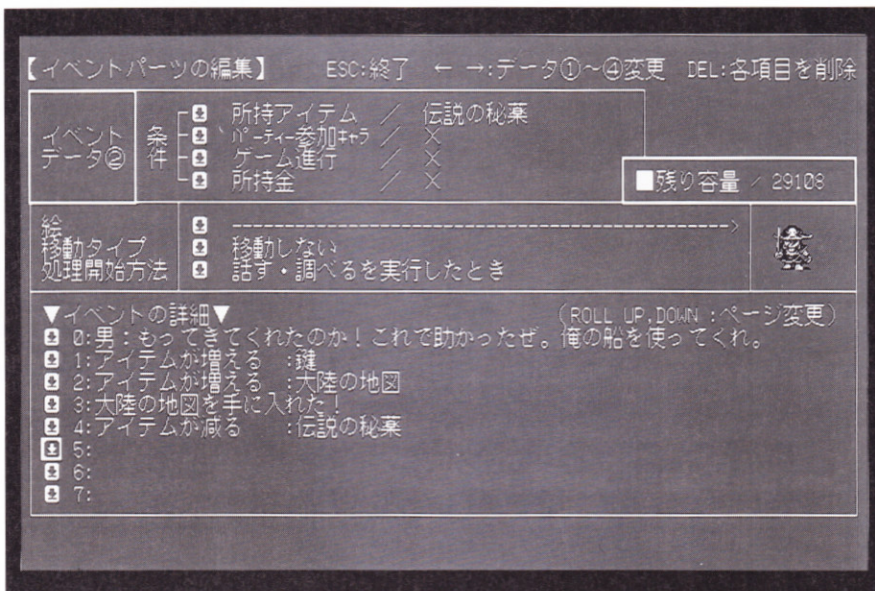 【イベントパーツの編集】 ESC:終了 ← →:データ①~④変更 DEL:各項目を削除
イベントデータ② 条件
所持アイテム / 伝説の秘薬
パーティー参加キャラ / ×
ゲーム進行 / ×
所持金 / ×
■残り容量 / 29108
絵 ---------------------------------------------------->
移動タイプ 移動しない
処理開始方法 話す・調べるを実行したとき
▼イベントの詳細▼ (ROLL UP.DOWN :ページ変更)
0:男:もってきてくれたのか!これで助かったぜ。俺の船を使ってくれ。
1:アイテムが増える :鍵
2:アイテムが増える :大陸の地図
3:大陸の地図を手に入れた!
4:アイテムが減る :伝説の秘薬
5:
6:
7: